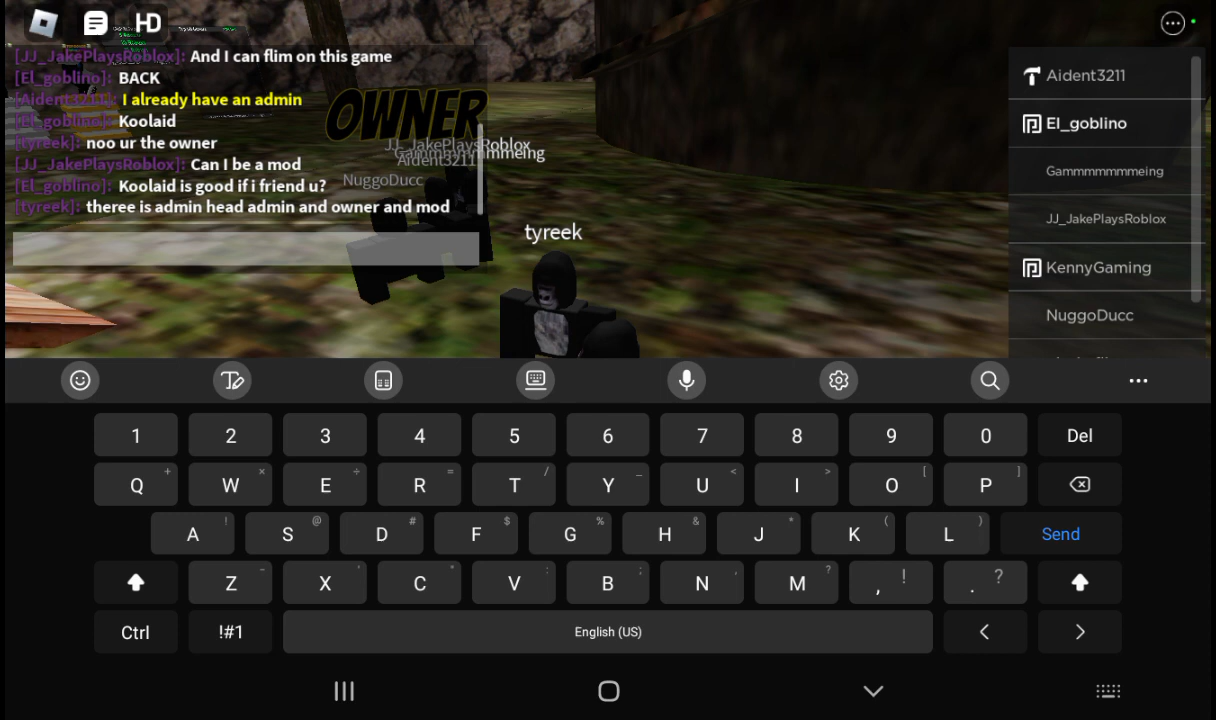 HD
[JJ_JakePlaysRoblox]: And I can flim on this game
[El_goblino]: BACK
[Aident3211]: I already have an admin
[El_goblino]: Koolaid
[tyreek]: noo ur the owner
[JJ_JakePlaysRoblox]: Can I be a mod
[El_goblino]: Koolaid is good if i friend u?
[tyreek]: theree is admin head admin and owner and mod
OWNER
JJ_JakePlaysRoblox
Gammmmmmmeing
Aident3211
NuggoDucc
tyreek
Aident3211
El_goblino
Gammmmmmmeing
JJ_JakePlaysRoblox
KennyGaming
NuggoDucc
1 2 3 4 5 6 7 8 9 0 Del
+ × ÷ = / _ < > [ ]
Q W E R T Y U I O P
! @ # $ % & * ( )
A S D F G H J K L Send
- ' " : ; , ? ! ?
Z X C V B N M , .
Ctrl !#1 English (US) < >